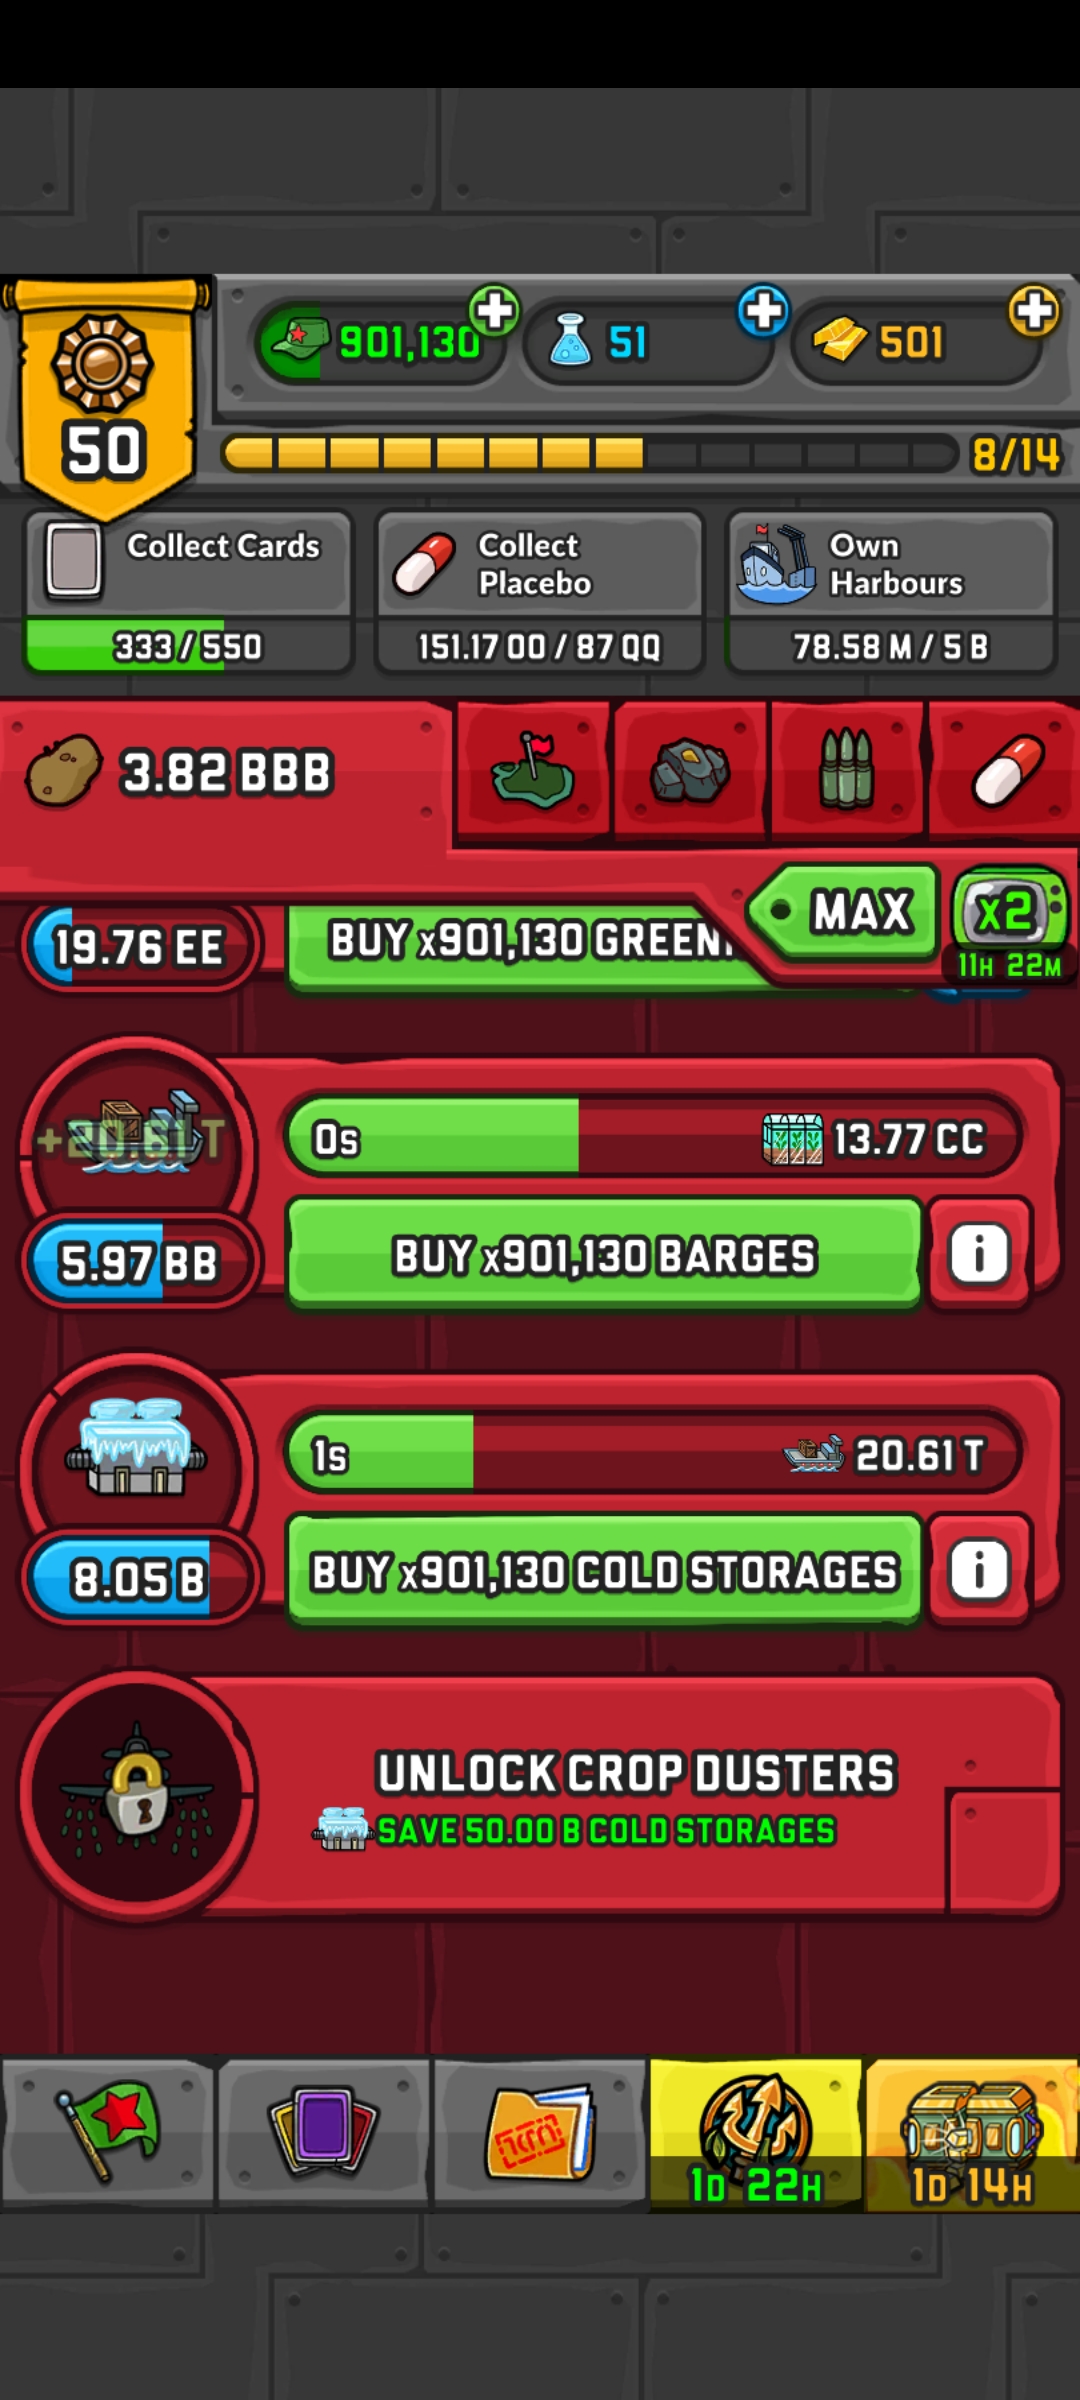 901,130
51
501
50
8/14
Collect Cards
333/550
Collect
Placebo
151.17 OO / 87 QQ
Own
Harbours
78.58 M / 5 B
3.82 BBB
MAX
x2
11H 22M
19.76 EE
BUY x901,130 GREEN
+20.61 T
0s
13.77 CC
5.97 BB
BUY x901,130 BARGES
i
1s
20.61 T
8.05 B
BUY x901,130 COLD STORAGES
i
UNLOCK CROP DUSTERS
SAVE 50.00 B COLD STORAGES
1D 22H
1D 14H